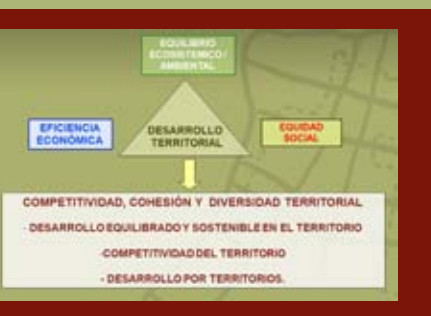 EQUILIBRIO
ECOSISTEMICO /
AMBIENTAL
EFICIENCIA
ECONÓMICA
DESARROLLO
TERRITORIAL
EQUIDAD
SOCIAL
COMPETITIVIDAD, COHESIÓN Y DIVERSIDAD TERRITORIAL
- DESARROLLO EQUILIBRADO Y SOSTENIBLE EN EL TERRITORIO
-COMPETITIVIDAD DEL TERRITORIO
- DESARROLLO POR TERRITORIOS.